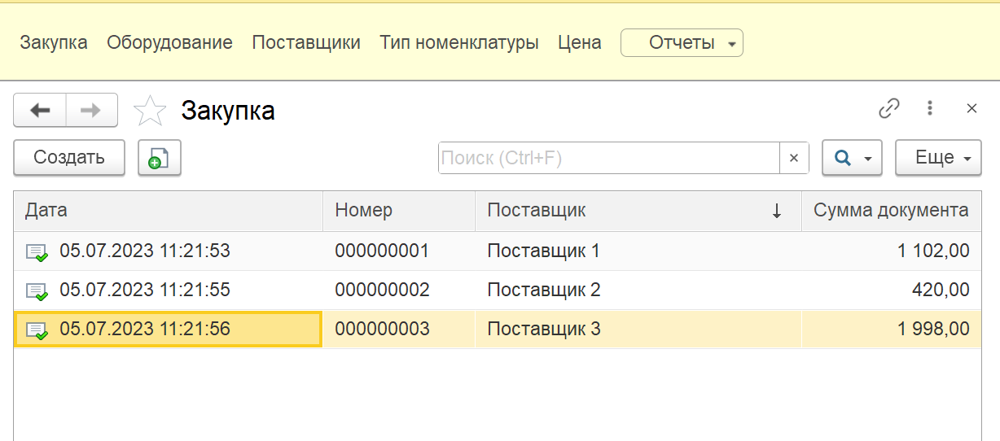 Закупка Оборудование Поставщики Тип номенклатуры Цена Отчеты
Закупка
Создать Поиск (Ctrl+F) × Еще
Дата Номер Поставщик ↓ Сумма документа
05.07.2023 11:21:53 000000001 Поставщик 1 1 102,00
05.07.2023 11:21:55 000000002 Поставщик 2 420,00
05.07.2023 11:21:56 000000003 Поставщик 3 1 998,00